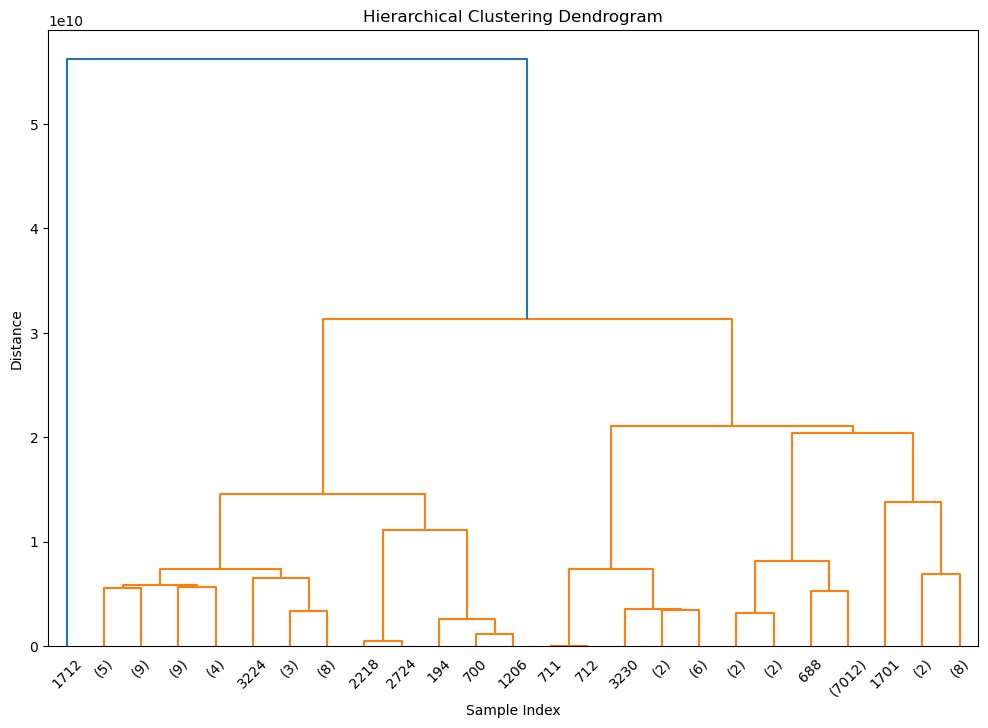 Hierarchical Clustering Dendrogram
1e10
5
4
3
2
1
0
Distance
1712 (5) (9) (9) (4) 3224 (3) (8) 2218 2724 194 700 1206 711 712 3230 (2) (6) (2) (2) 688 (7012) 1701 (2) (8)
Sample Index